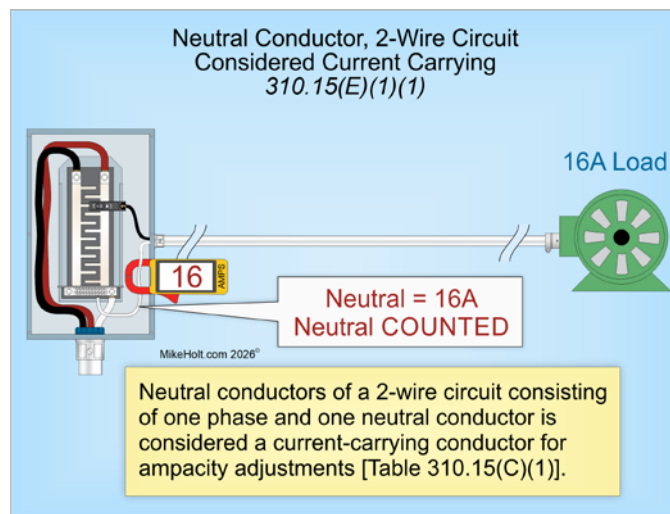 Neutral Conductor, 2-Wire Circuit
Considered Current Carrying
310.15(E)(1)(1)
16A Load
16
AMPS
Neutral = 16A
Neutral COUNTED
MikeHolt.com 2026©
Neutral conductors of a 2-wire circuit consisting
of one phase and one neutral conductor is
considered a current-carrying conductor for
ampacity adjustments [Table 310.15(C)(1)].